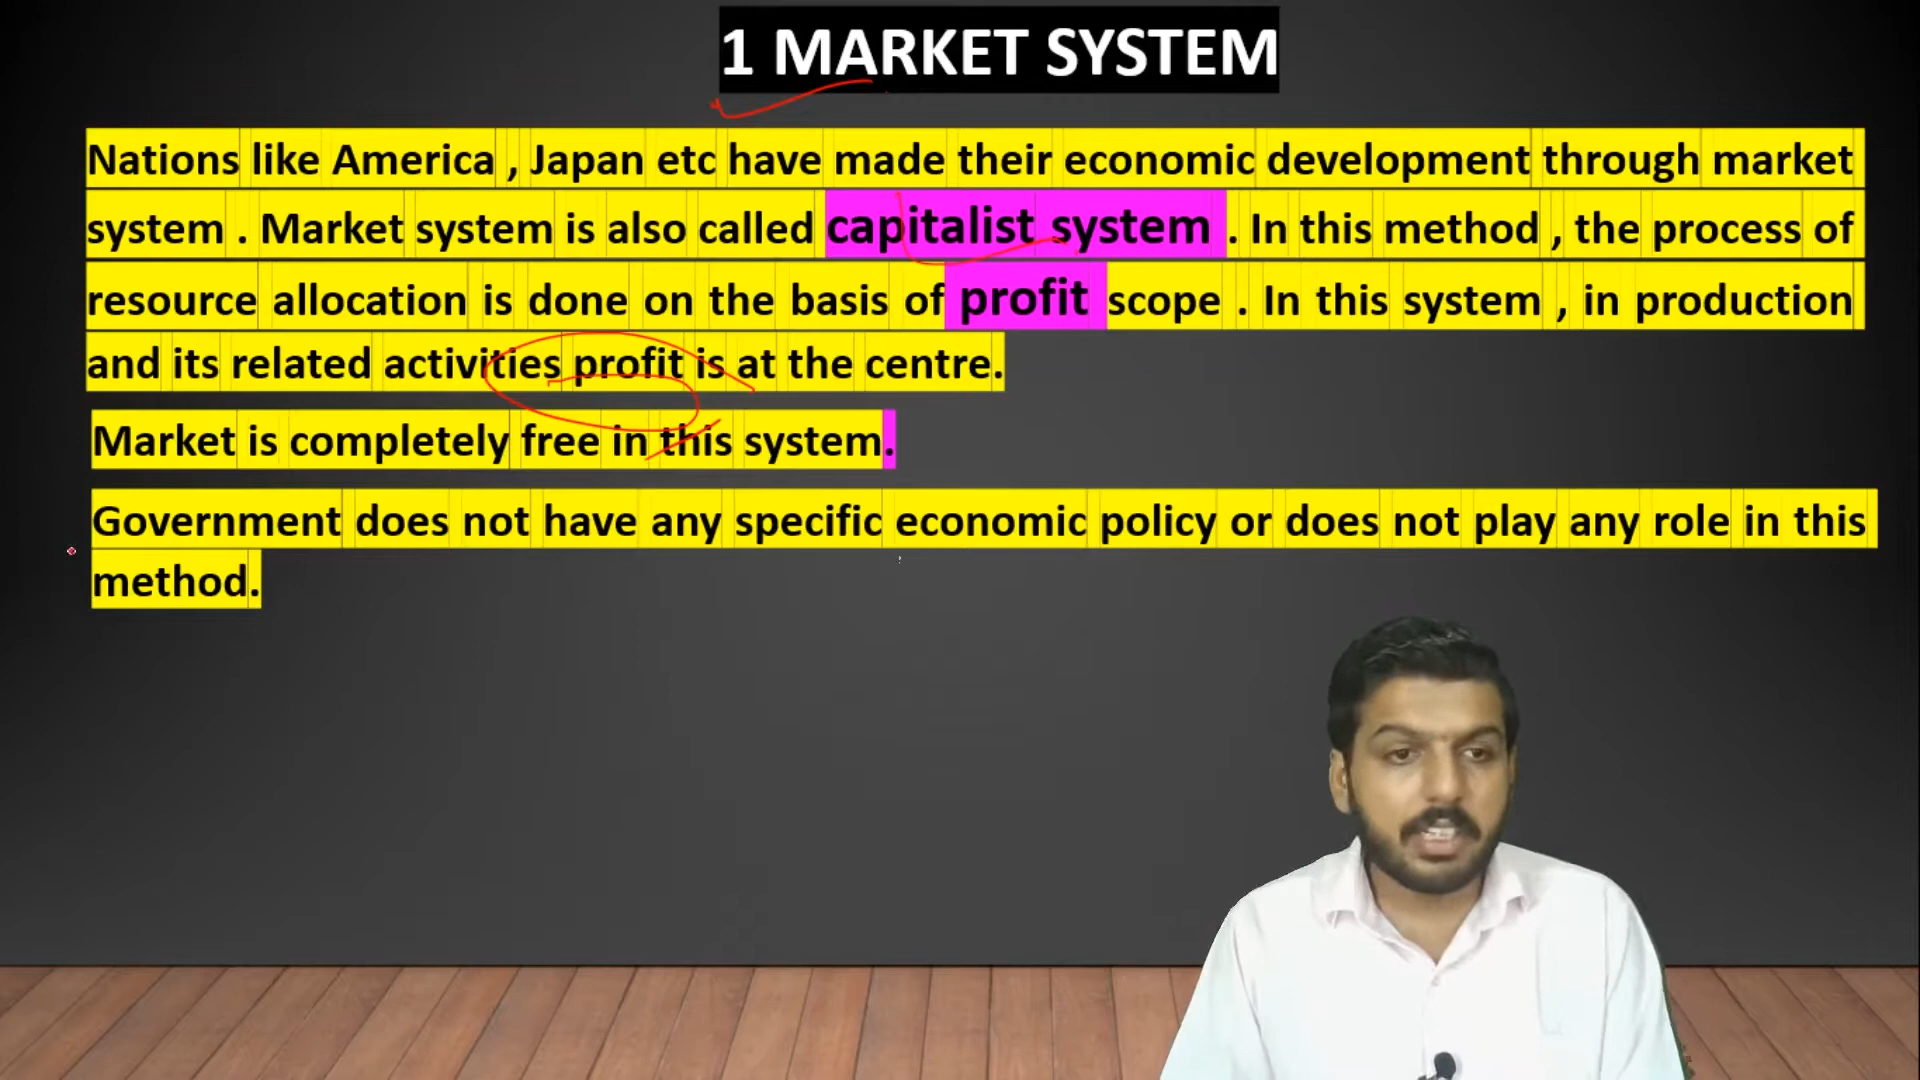 1 MARKET SYSTEM
Nations like America , Japan etc have made their economic development through market
system . Market system is also called capitalist system . In this method , the process of
resource allocation is done on the basis of profit scope . In this system , in production
and its related activities profit is at the centre.
Market is completely free in this system.
Government does not have any specific economic policy or does not play any role in this
method.